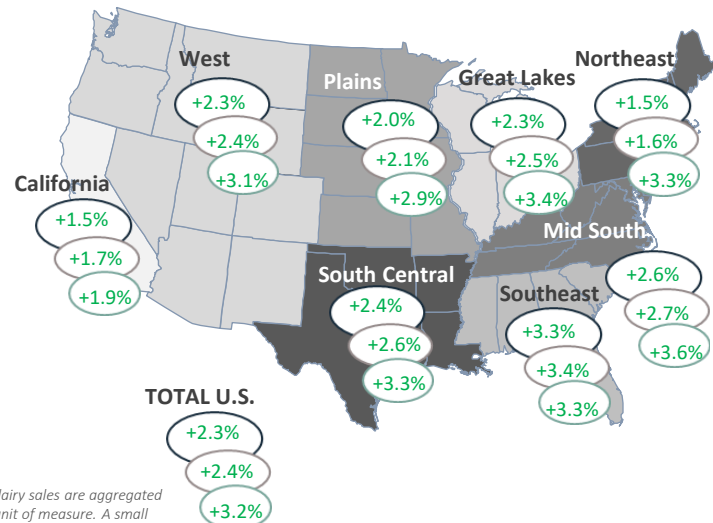 West
+2.3%
+2.4%
+3.1%
Plains
+2.0%
+2.1%
+2.9%
Great Lakes
+2.3%
+2.5%
+3.4%
Northeast
+1.5%
+1.6%
+3.3%
California
+1.5%
+1.7%
+1.9%
Mid South
+2.6%
+2.7%
+3.6%
South Central
+2.4%
+2.6%
+3.3%
Southeast
+3.3%
+3.4%
+3.3%
TOTAL U.S.
+2.3%
+2.4%
+3.2%
dairy sales are aggregated
unit of measure. A small